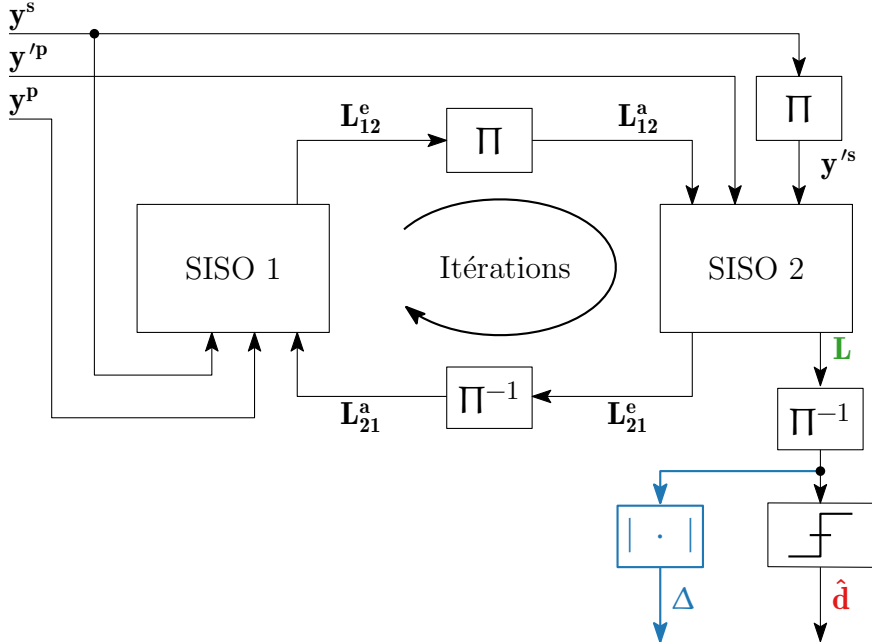 y^s
y'^p
y^p
L^e_12
∏
L^a_12
∏
y'^s
SISO 1
Itérations
SISO 2
L
L^a_21
∏^−1
L^e_21
∏^−1
| · |
Δ
d̂